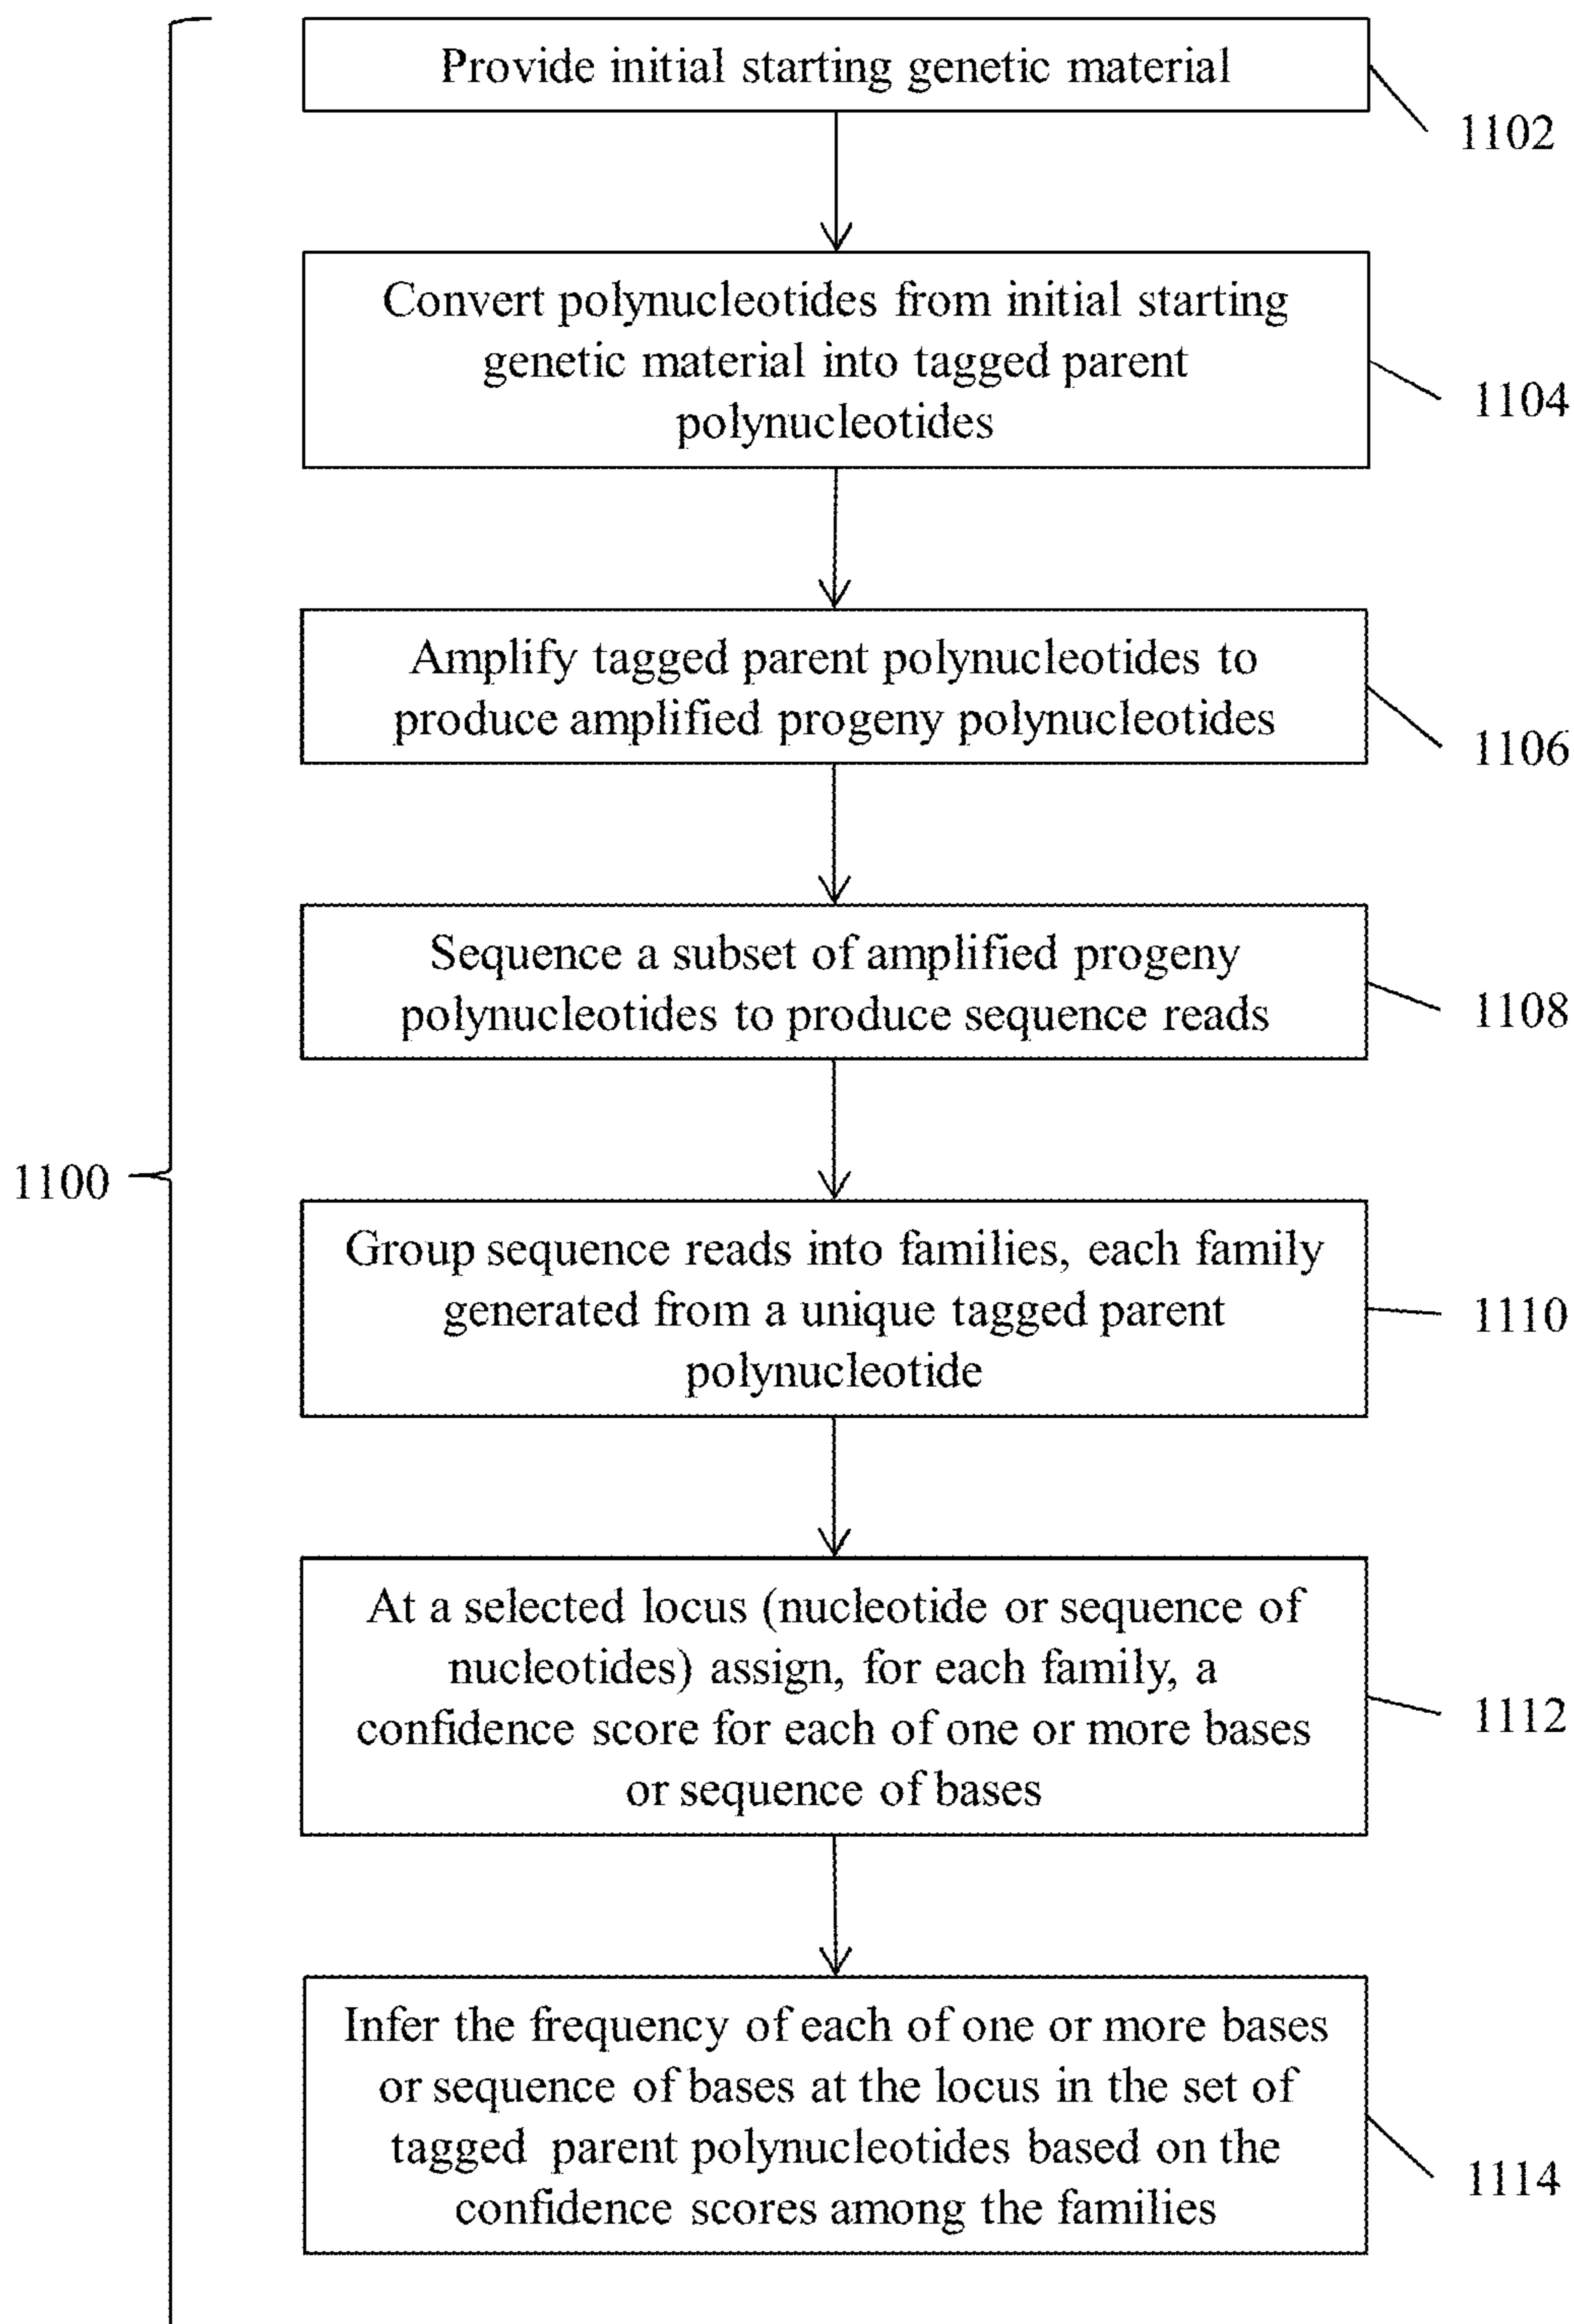 Provide initial starting genetic material
1102
Convert polynucleotides from initial starting
genetic material into tagged parent
polynucleotides
1104
Amplify tagged parent polynucleotides to
produce amplified progeny polynucleotides
1106
Sequence a subset of amplified progeny
polynucleotides to produce sequence reads
1108
1100
Group sequence reads into families, each family
generated from a unique tagged parent
polynucleotide
1110
At a selected locus (nucleotide or sequence of
nucleotides) assign, for each family, a
confidence score for each of one or more bases
or sequence of bases
1112
Infer the frequency of each of one or more bases
or sequence of bases at the locus in the set of
tagged parent polynucleotides based on the
confidence scores among the families
1114